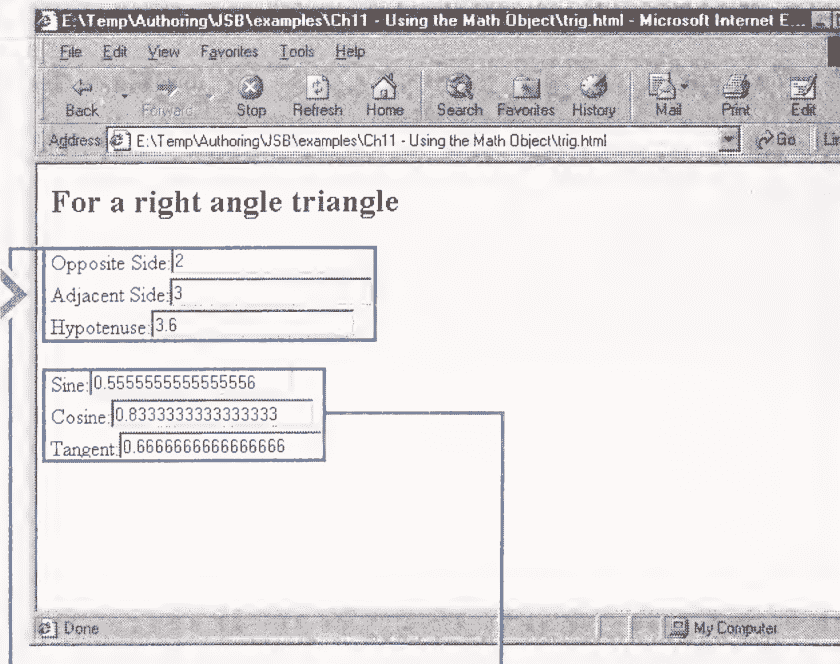 E:\Temp\Authoring\JSB\examples\Ch11 - Using the Math Object\trig.html - Microsoft Internet E...
File Edit View Favorites Tools Help
Back Forward Stop Refresh Home Search Favorites History Mail Print Edit
Address E:\Temp\Authoring\JSB\examples\Ch11 - Using the Math Object\trig.html Go
For a right angle triangle
Opposite Side: 2
Adjacent Side: 3
Hypotenuse: 3.6
Sine: 0.5555555555555556
Cosine: 0.8333333333333333
Tangent: 0.6666666666666666
Done My Computer